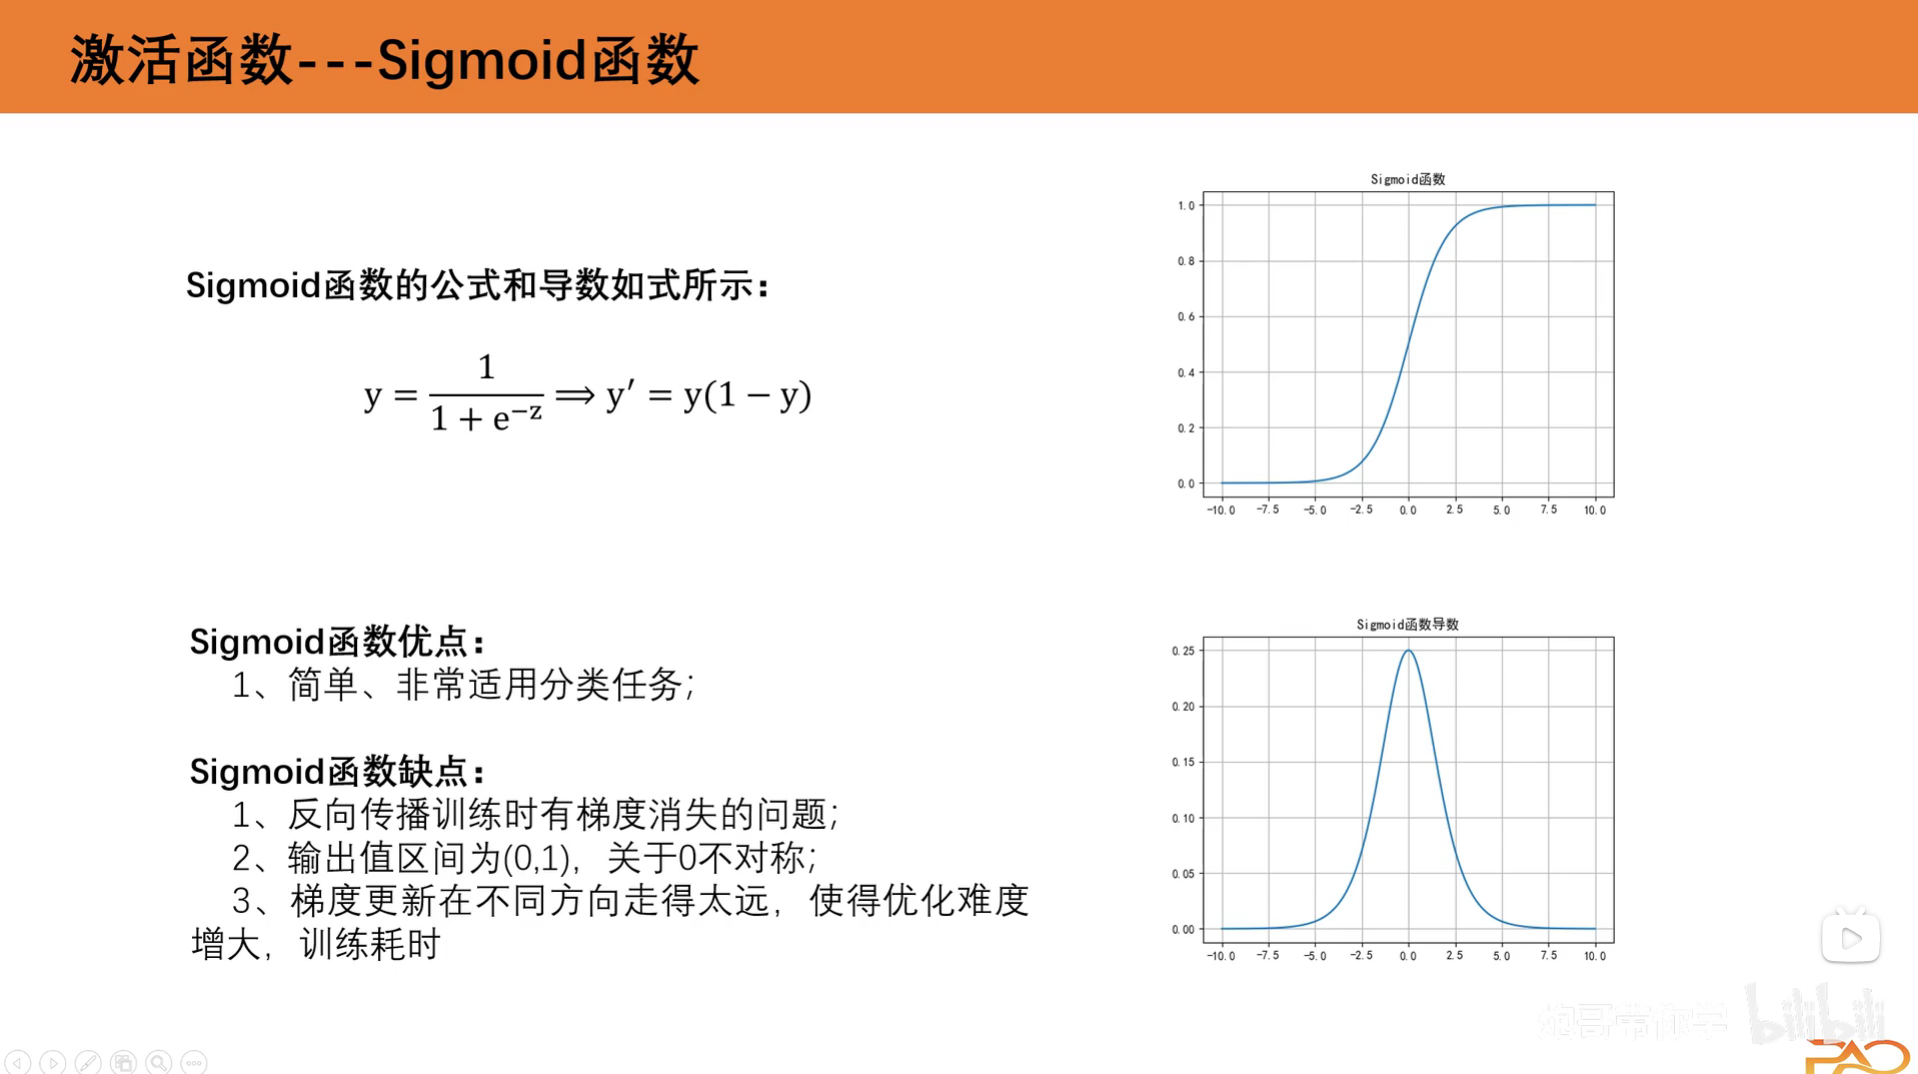 激活函数---Sigmoid函数
Sigmoid函数的公式和导数如式所示：
y = 1 / (1 + e^{−z}) ⟹ y′ = y(1 − y)
Sigmoid函数优点：
1、简单、非常适用分类任务；
Sigmoid函数缺点：
1、反向传播训练时有梯度消失的问题；
2、输出值区间为(0,1)，关于0不对称；
3、梯度更新在不同方向走得太远，使得优化难度
增大，训练耗时
Sigmoid函数
1.0
0.8
0.6
0.4
0.2
0.0
-10.0 -7.5 -5.0 -2.5 0.0 2.5 5.0 7.5 10.0
Sigmoid函数导数
0.25
0.20
0.15
0.10
0.05
0.00
-10.0 -7.5 -5.0 -2.5 0.0 2.5 5.0 7.5 10.0
炮哥带你学 bilibili